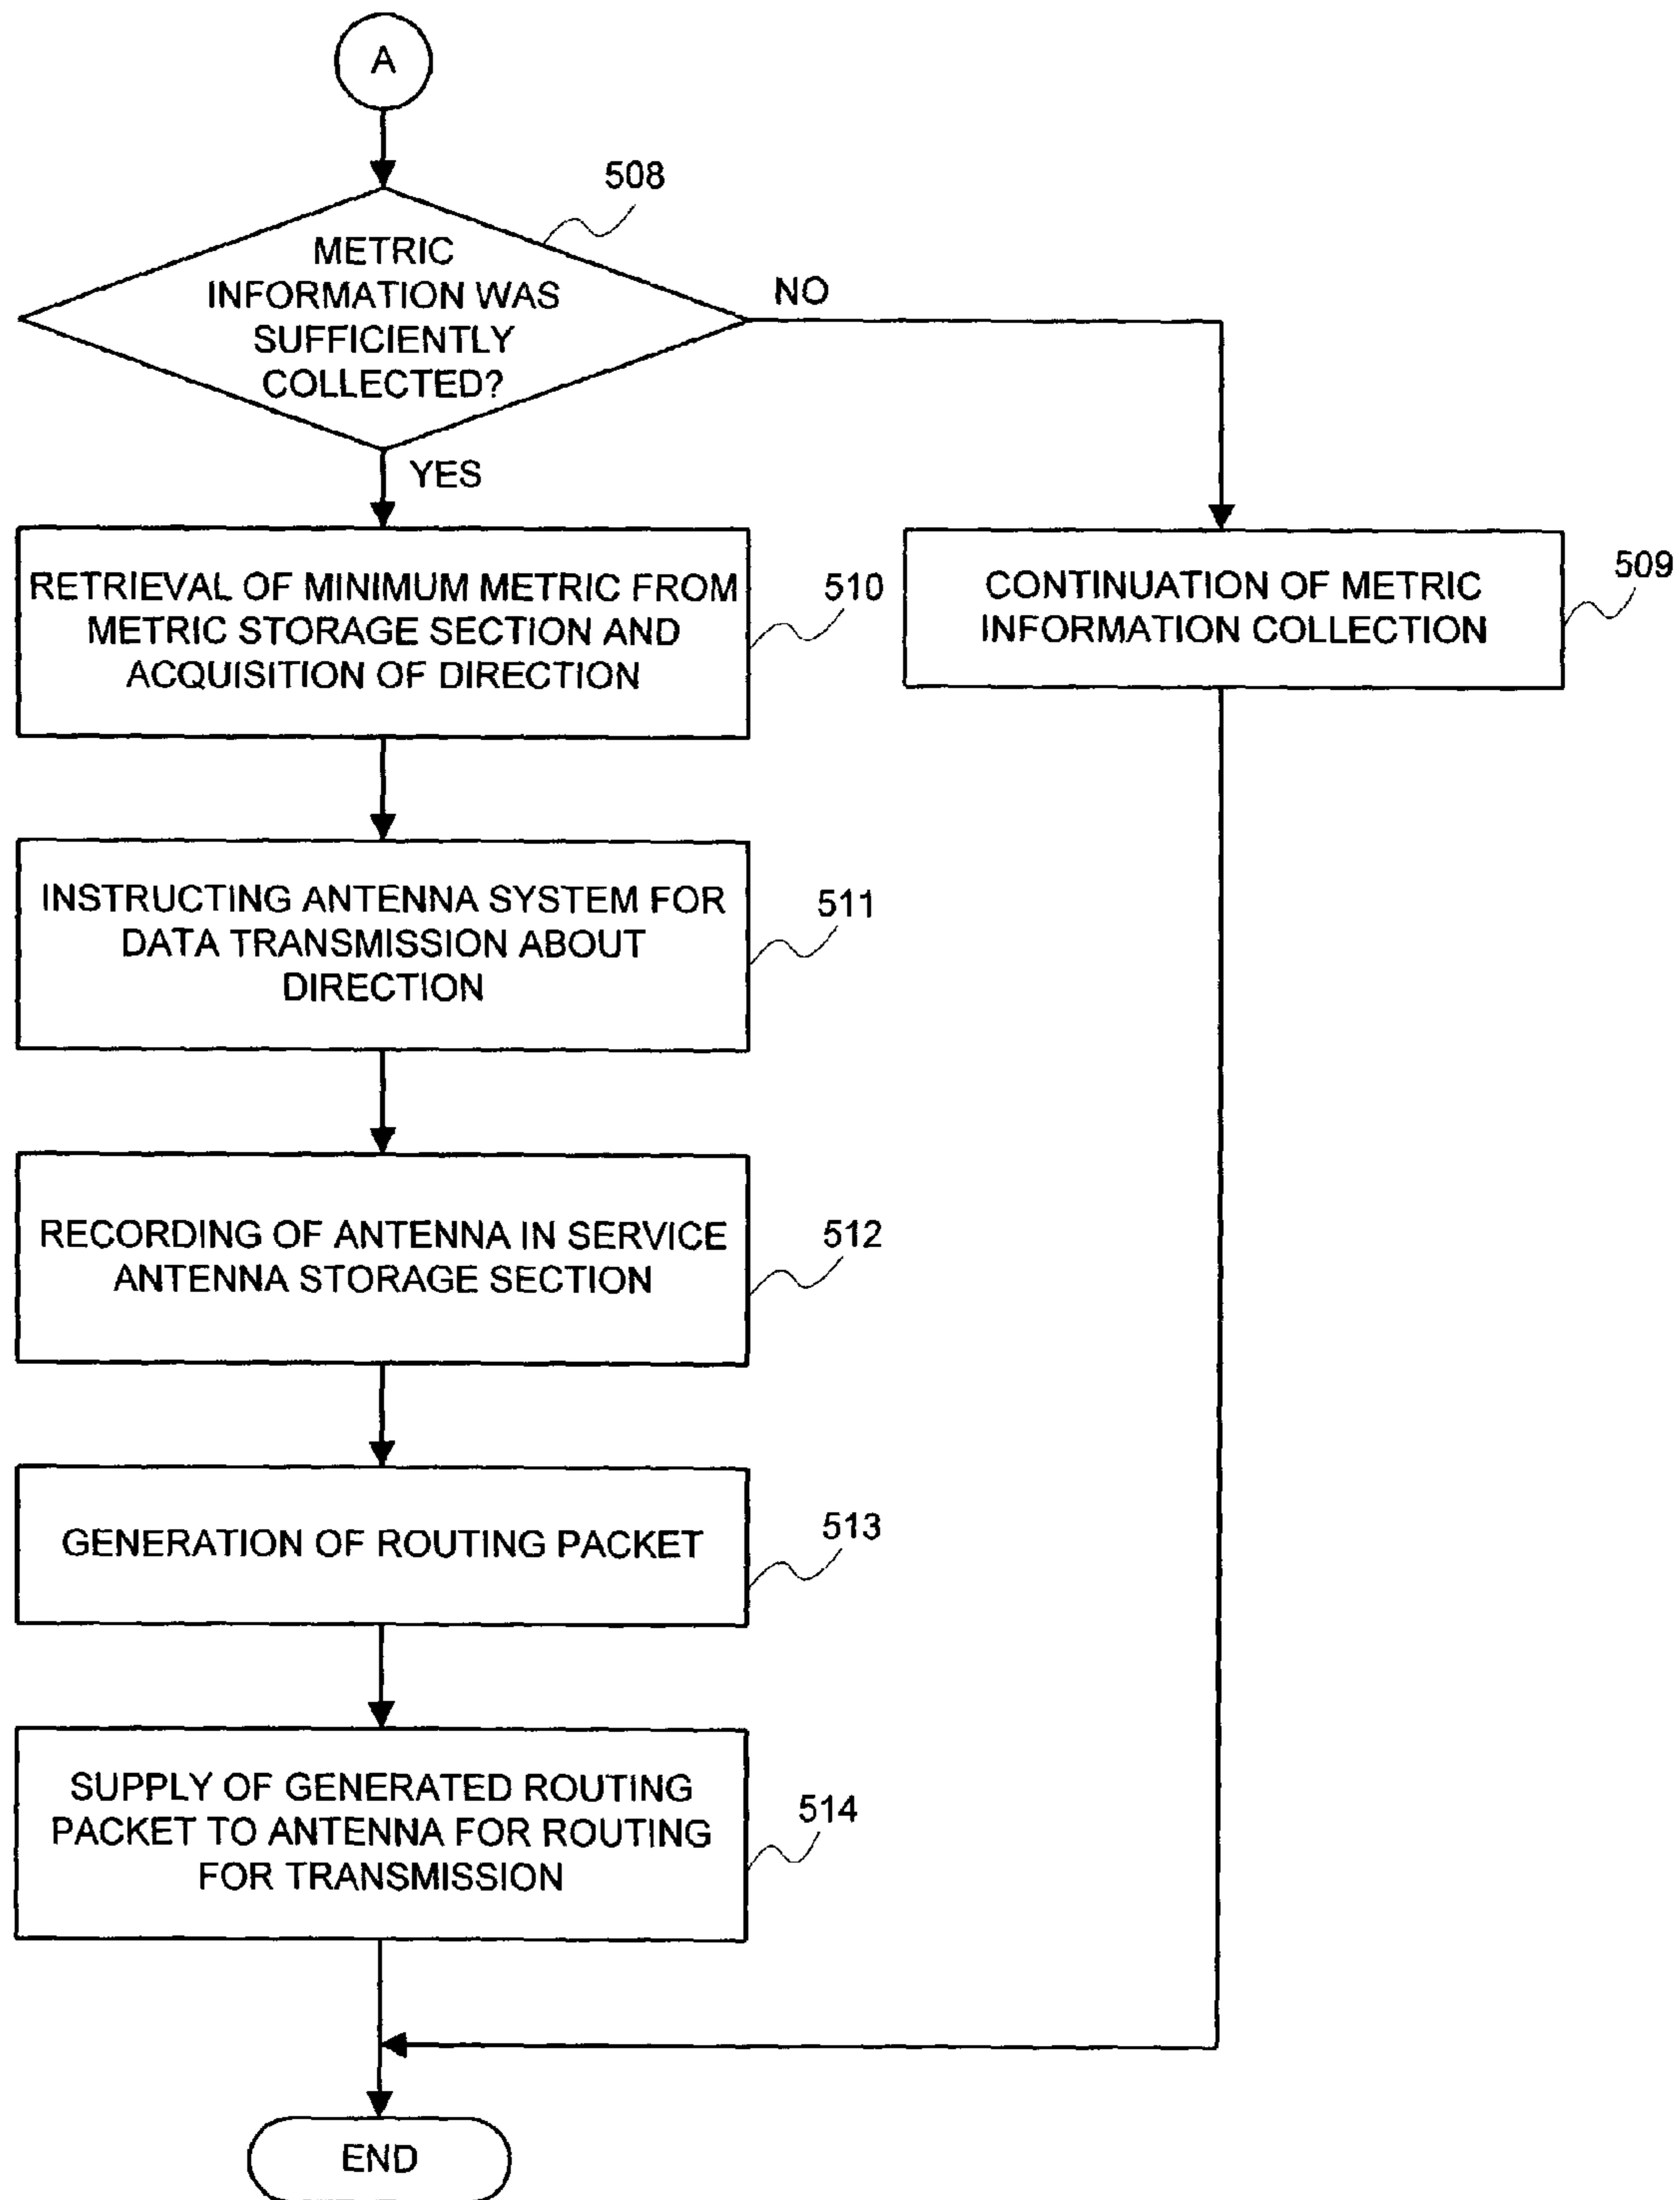 A
508
METRIC
INFORMATION WAS
SUFFICIENTLY
COLLECTED?
NO
YES
RETRIEVAL OF MINIMUM METRIC FROM
METRIC STORAGE SECTION AND
ACQUISITION OF DIRECTION
510
CONTINUATION OF METRIC
INFORMATION COLLECTION
509
INSTRUCTING ANTENNA SYSTEM FOR
DATA TRANSMISSION ABOUT
DIRECTION
511
RECORDING OF ANTENNA IN SERVICE
ANTENNA STORAGE SECTION
512
GENERATION OF ROUTING PACKET
513
SUPPLY OF GENERATED ROUTING
PACKET TO ANTENNA FOR ROUTING
FOR TRANSMISSION
514
END